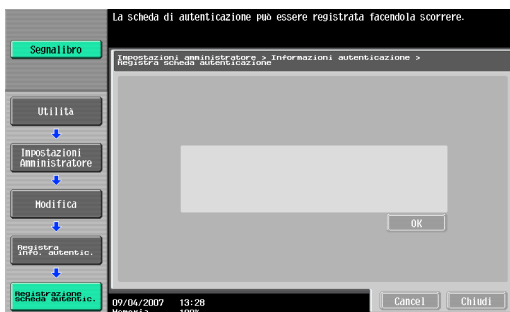 La scheda di autenticazione può essere registrata facendola scorrere.
Segnalibro
Impostazioni amministratore > Informazioni autenticazione >
Registra scheda autenticazione
Utilità
Impostazioni
Amministratore
Modifica
OK
Registra
info. autentic.
Registrazione
scheda autentic.
09/04/2007 13:28
Memoria 100%
Cancel
Chiudi